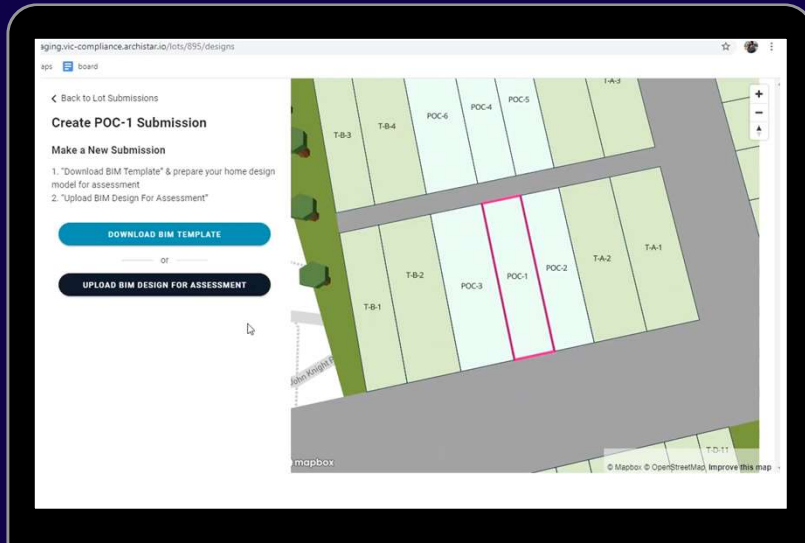 aging.vic-compliance.archistar.io/lots/895/designs
aps board
Back to Lot Submissions
Create POC-1 Submission
Make a New Submission
1. "Download BIM Template" & prepare your home design
model for assessment
2. "Upload BIM Design For Assessment"
DOWNLOAD BIM TEMPLATE
or
UPLOAD BIM DESIGN FOR ASSESSMENT
T-A-3
POC-5
POC-4
POC-6
T-B-4
T-B-3
T-A-1
T-A-2
POC-2
POC-1
POC-3
T-B-2
T-B-1
John Knight
T-D-11
mapbox
© Mapbox © OpenStreetMap Improve this map